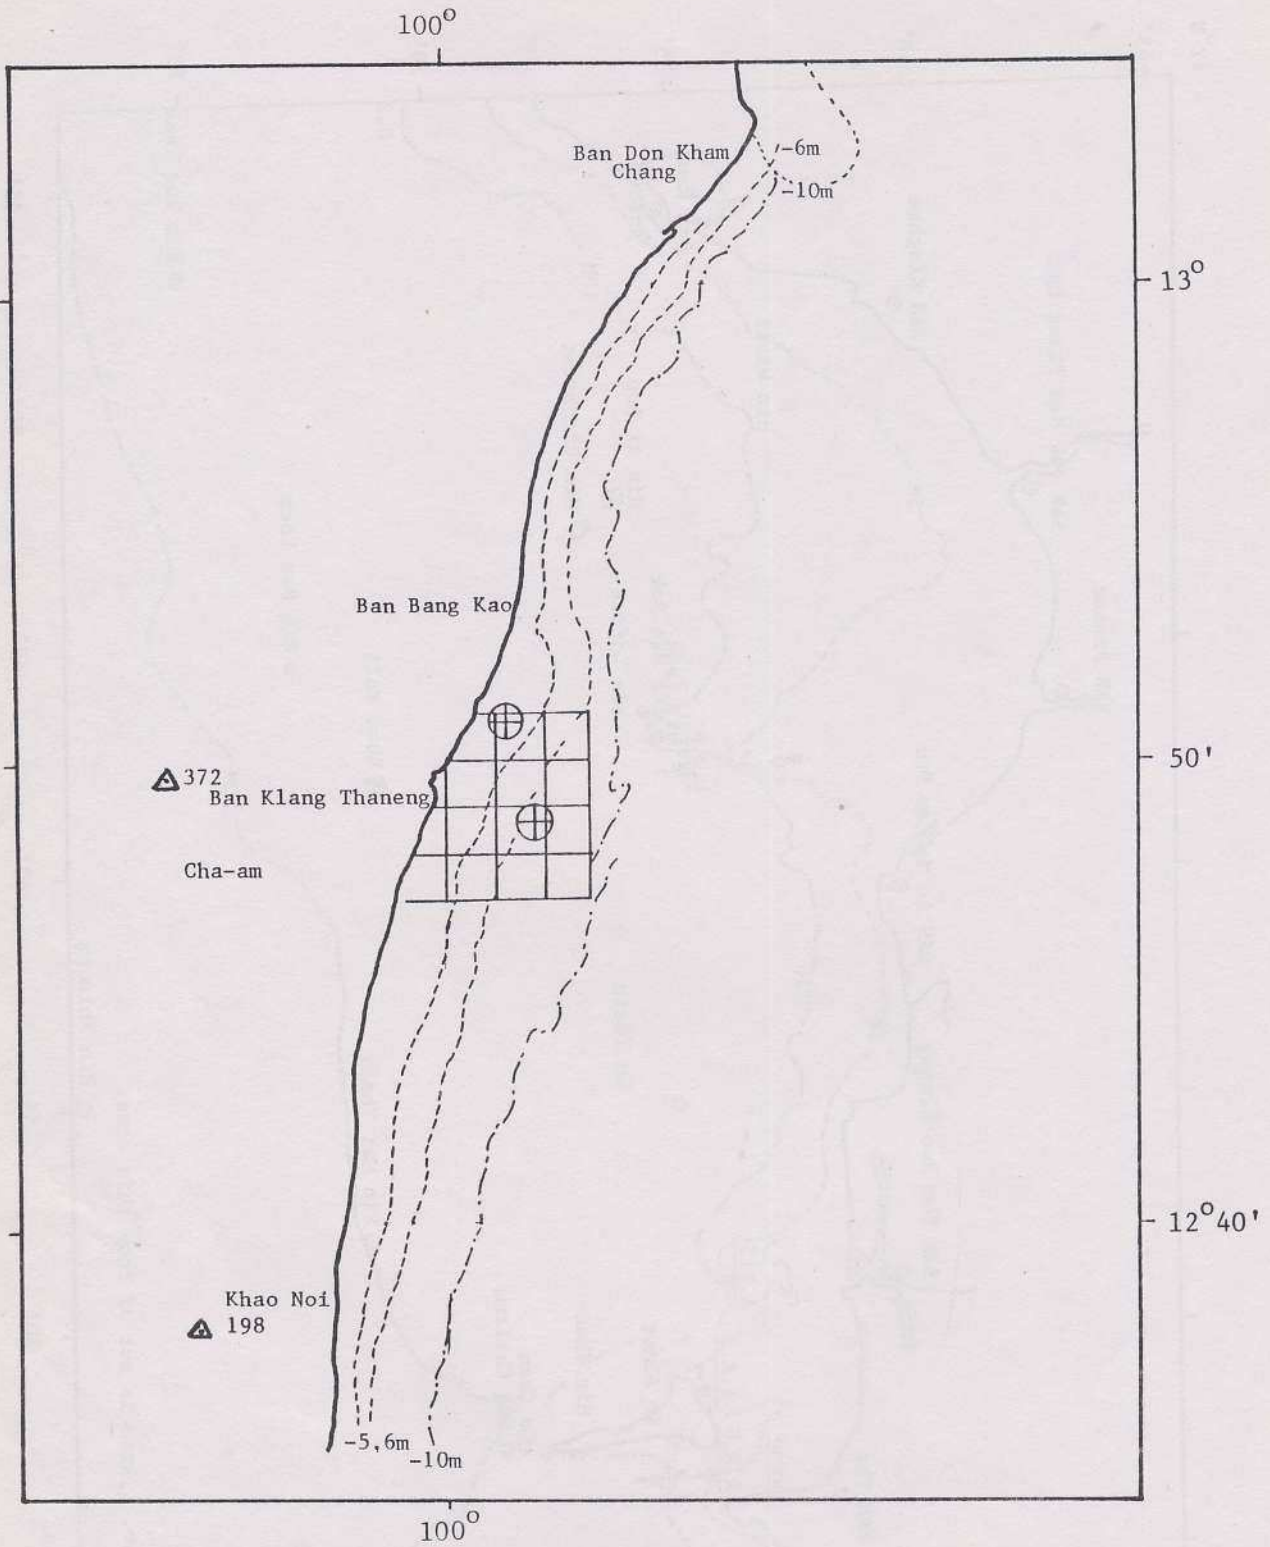 100°
Ban Don Kham
Chang
-6m
-10m
13°
Ban Bang Kao
372
50'
Ban Klang Thaneng
Cha-am
12°40'
Khao Noi
198
-5,6m
-10m
100°